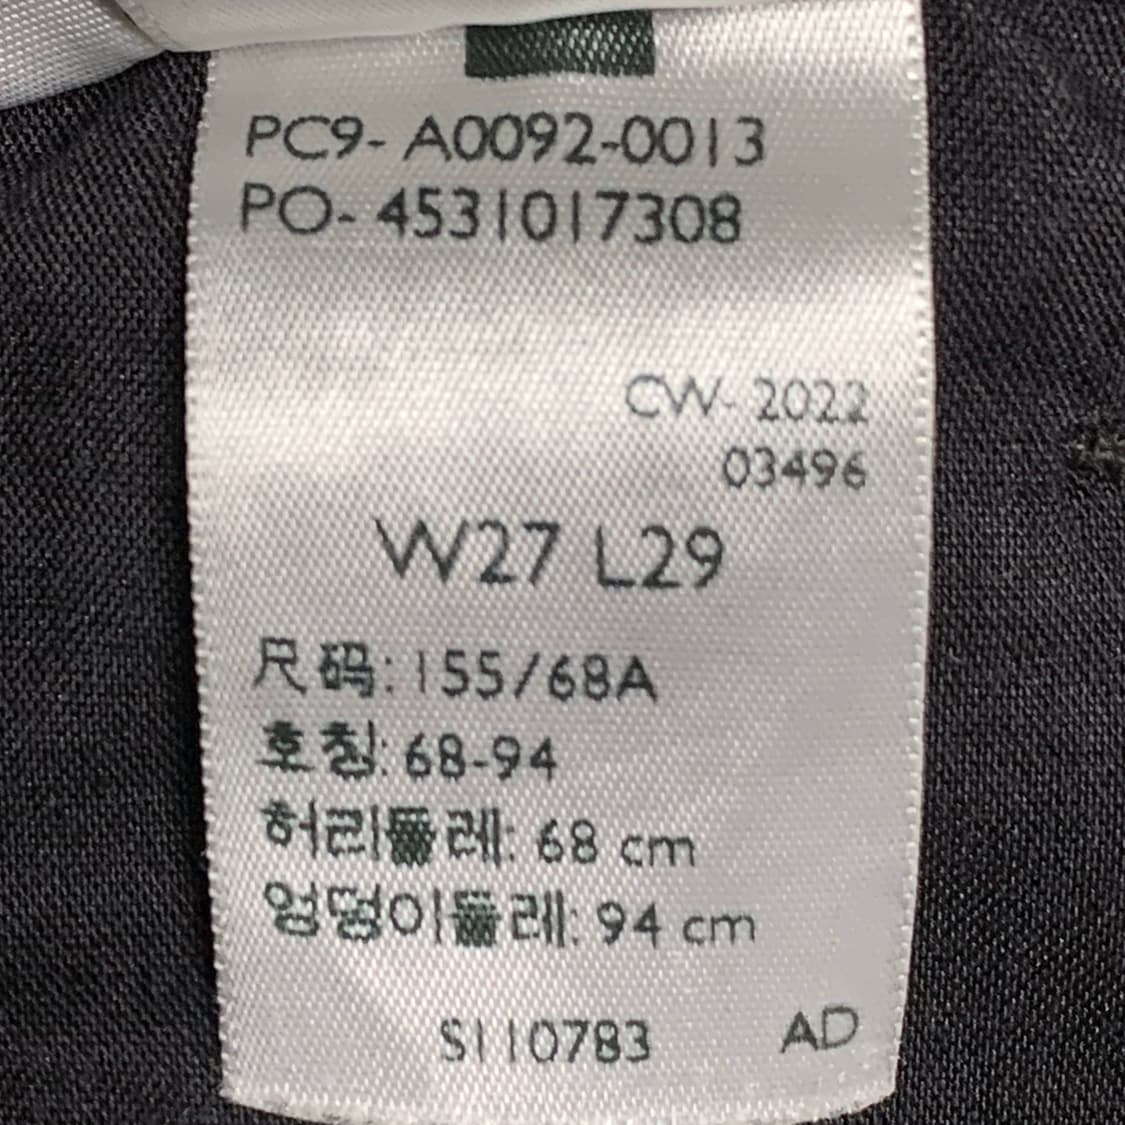 PC9- A0092-0013
PO- 4531017308
CW- 2022
03496
W27 L29
尺码: 155/68A
호칭: 68-94
허리둘레: 68 cm
엉덩이둘레: 94 cm
S110783 AD